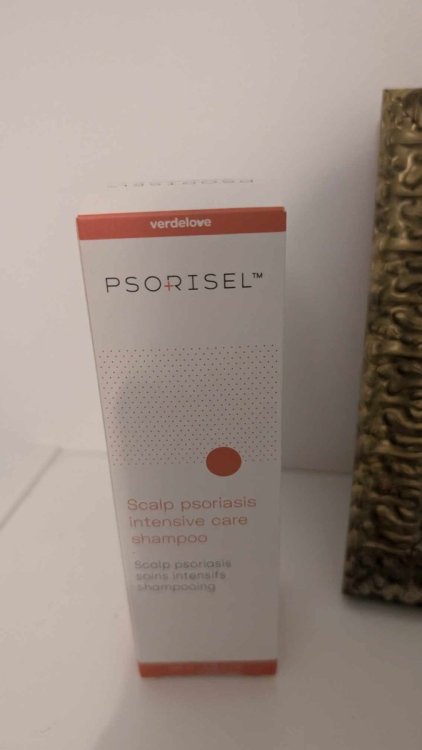 verdelove
PSORISEL™
Scalp psoriasis
intensive care
shampoo
Scalp psoriasis
soins intensifs
shampooing